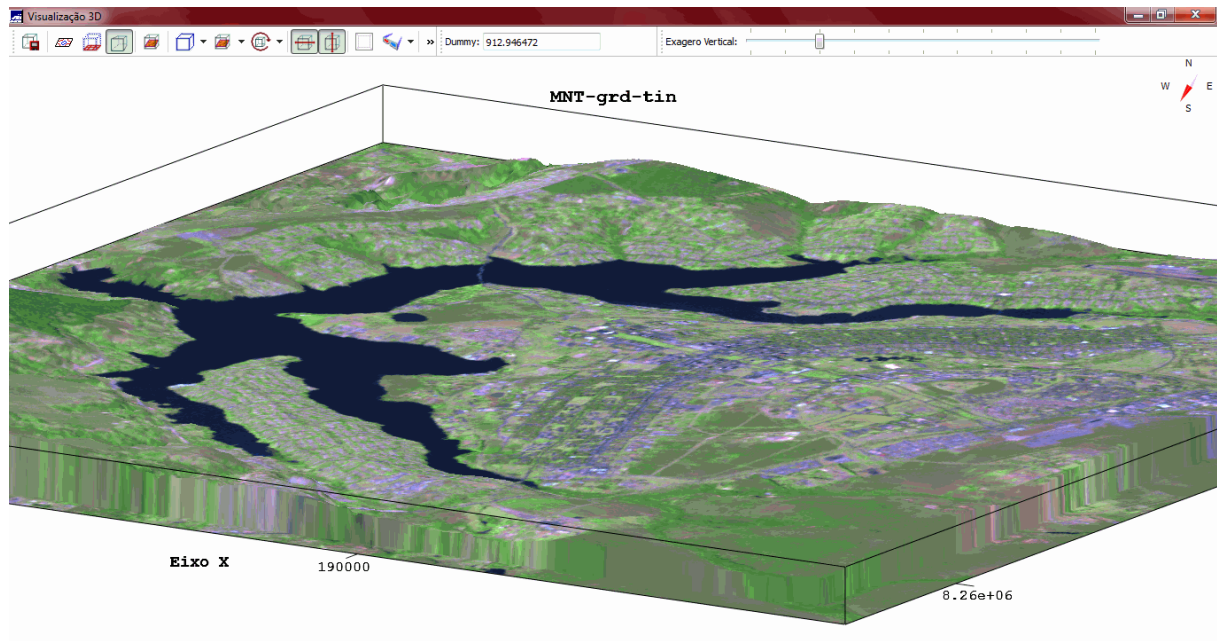 Visualização 3D
» Dummy: 912.946472 Exagero Vertical:
N
W E
S
MNT-grd-tin
Eixo X
190000
8.26e+06